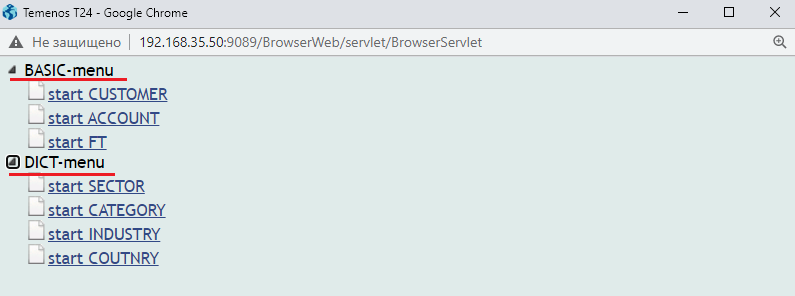 Temenos T24 - Google Chrome
Не защищено 192.168.35.50:9089/BrowserWeb/servlet/BrowserServlet
BASIC-menu
start CUSTOMER
start ACCOUNT
start FT
DICT-menu
start SECTOR
start CATEGORY
start INDUSTRY
start COUTNRY